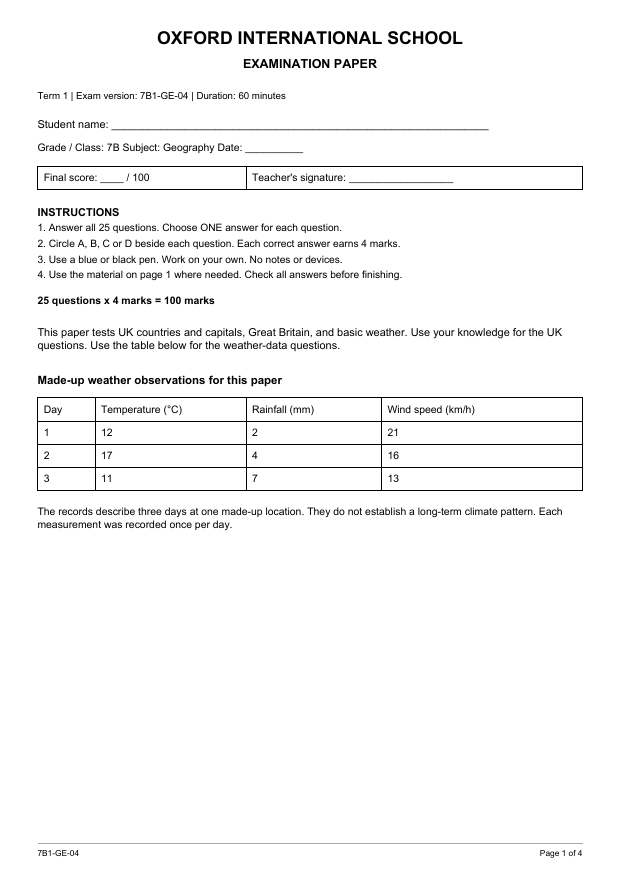 OXFORD INTERNATIONAL SCHOOL
EXAMINATION PAPER
Term 1 | Exam version: 7B1-GE-04 | Duration: 60 minutes
Student name: ____________________________________________________________________
Grade / Class: 7B Subject: Geography Date: __________
Final score: ____ / 100 Teacher's signature: ___________________
INSTRUCTIONS
1. Answer all 25 questions. Choose ONE answer for each question.
2. Circle A, B, C or D beside each question. Each correct answer earns 4 marks.
3. Use a blue or black pen. Work on your own. No notes or devices.
4. Use the material on page 1 where needed. Check all answers before finishing.
25 questions x 4 marks = 100 marks
This paper tests UK countries and capitals, Great Britain, and basic weather. Use your knowledge for the UK
questions. Use the table below for the weather-data questions.
Made-up weather observations for this paper
Day Temperature (°C) Rainfall (mm) Wind speed (km/h)
1 12 2 21
2 17 4 16
3 11 7 13
The records describe three days at one made-up location. They do not establish a long-term climate pattern. Each
measurement was recorded once per day.
7B1-GE-04 Page 1 of 4